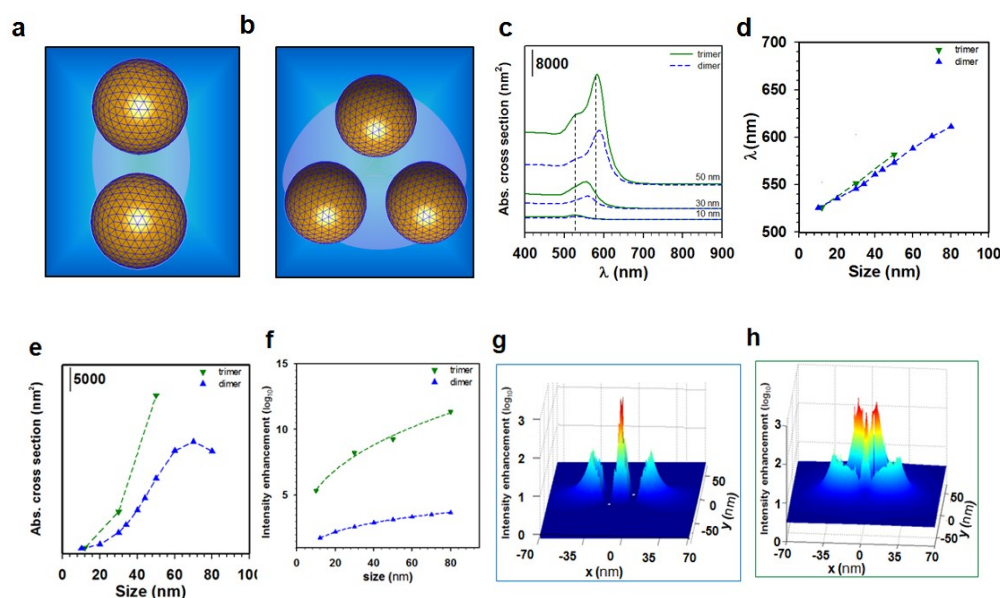 a
b
c
8000
trimer
dimer
50 nm
30 nm
10 nm
Abs. cross section (nm²)
400 500 600 700 800 900
λ (nm)
d
trimer
dimer
700
650
600
550
500
λ(nm)
0 20 40 60 80 100
Size (nm)
e
5000
trimer
dimer
Abs. cross section (nm²)
0 20 40 60 80 10
Size (nm)
f
trimer
dimer
15
10
5
Intensity enhancement (log₁₀)
0 20 40 60 80
size (nm)
g
Intensity enhancement (log₁₀)
3
2
1
0
-70 -35 0 35 70
x (nm)
50
0
-50
y (nm)
h
Intensity enhancement (log₁₀)
3
2
1
0
-70 -35 0 35 70
x (nm)
50
0
-50
y (nm)